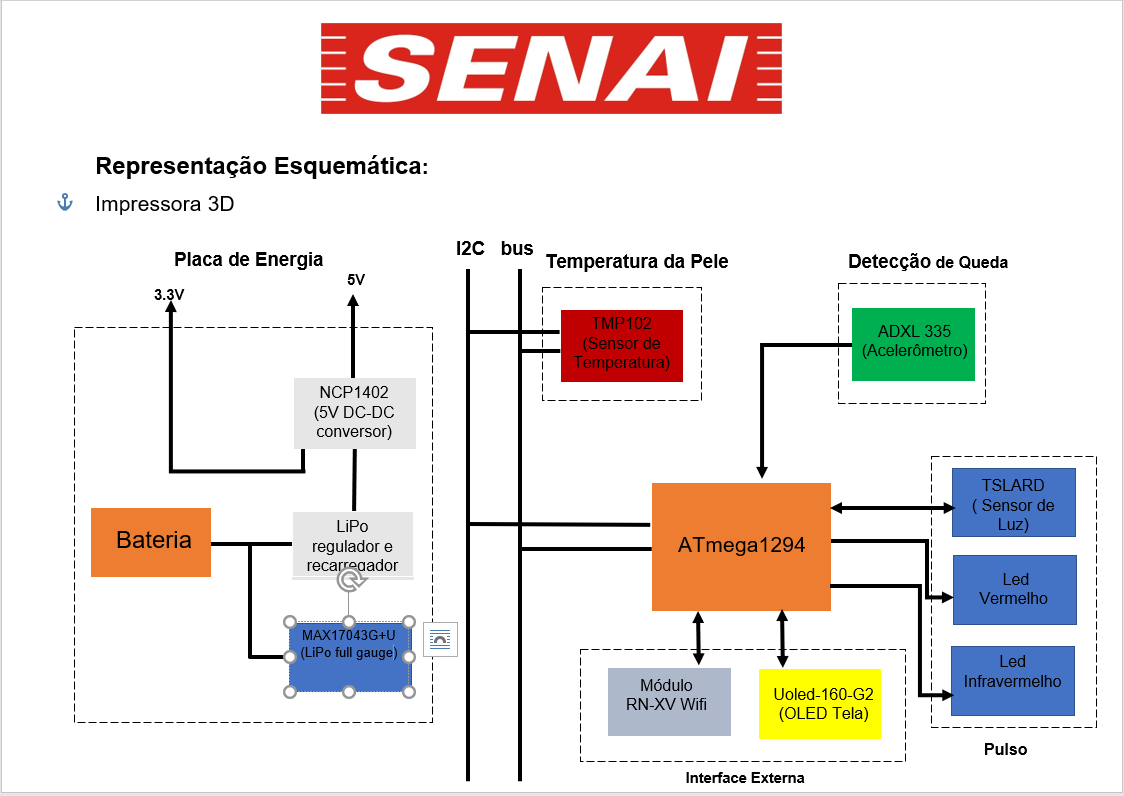 SENAI
Representação Esquemática:
Impressora 3D
I2C bus
Placa de Energia
Temperatura da Pele
Detecção de Queda
3.3V
5V
TMP102
(Sensor de
Temperatura)
ADXL 335
(Acelerômetro)
NCP1402
(5V DC-DC
conversor)
Bateria
LiPo
regulador e
recarregador
MAX17043G+U
(LiPo full gauge)
ATmega1294
TSLARD
( Sensor de
Luz)
Led
Vermelho
Led
Infravermelho
Pulso
Módulo
RN-XV Wifi
Uoled-160-G2
(OLED Tela)
Interface Externa